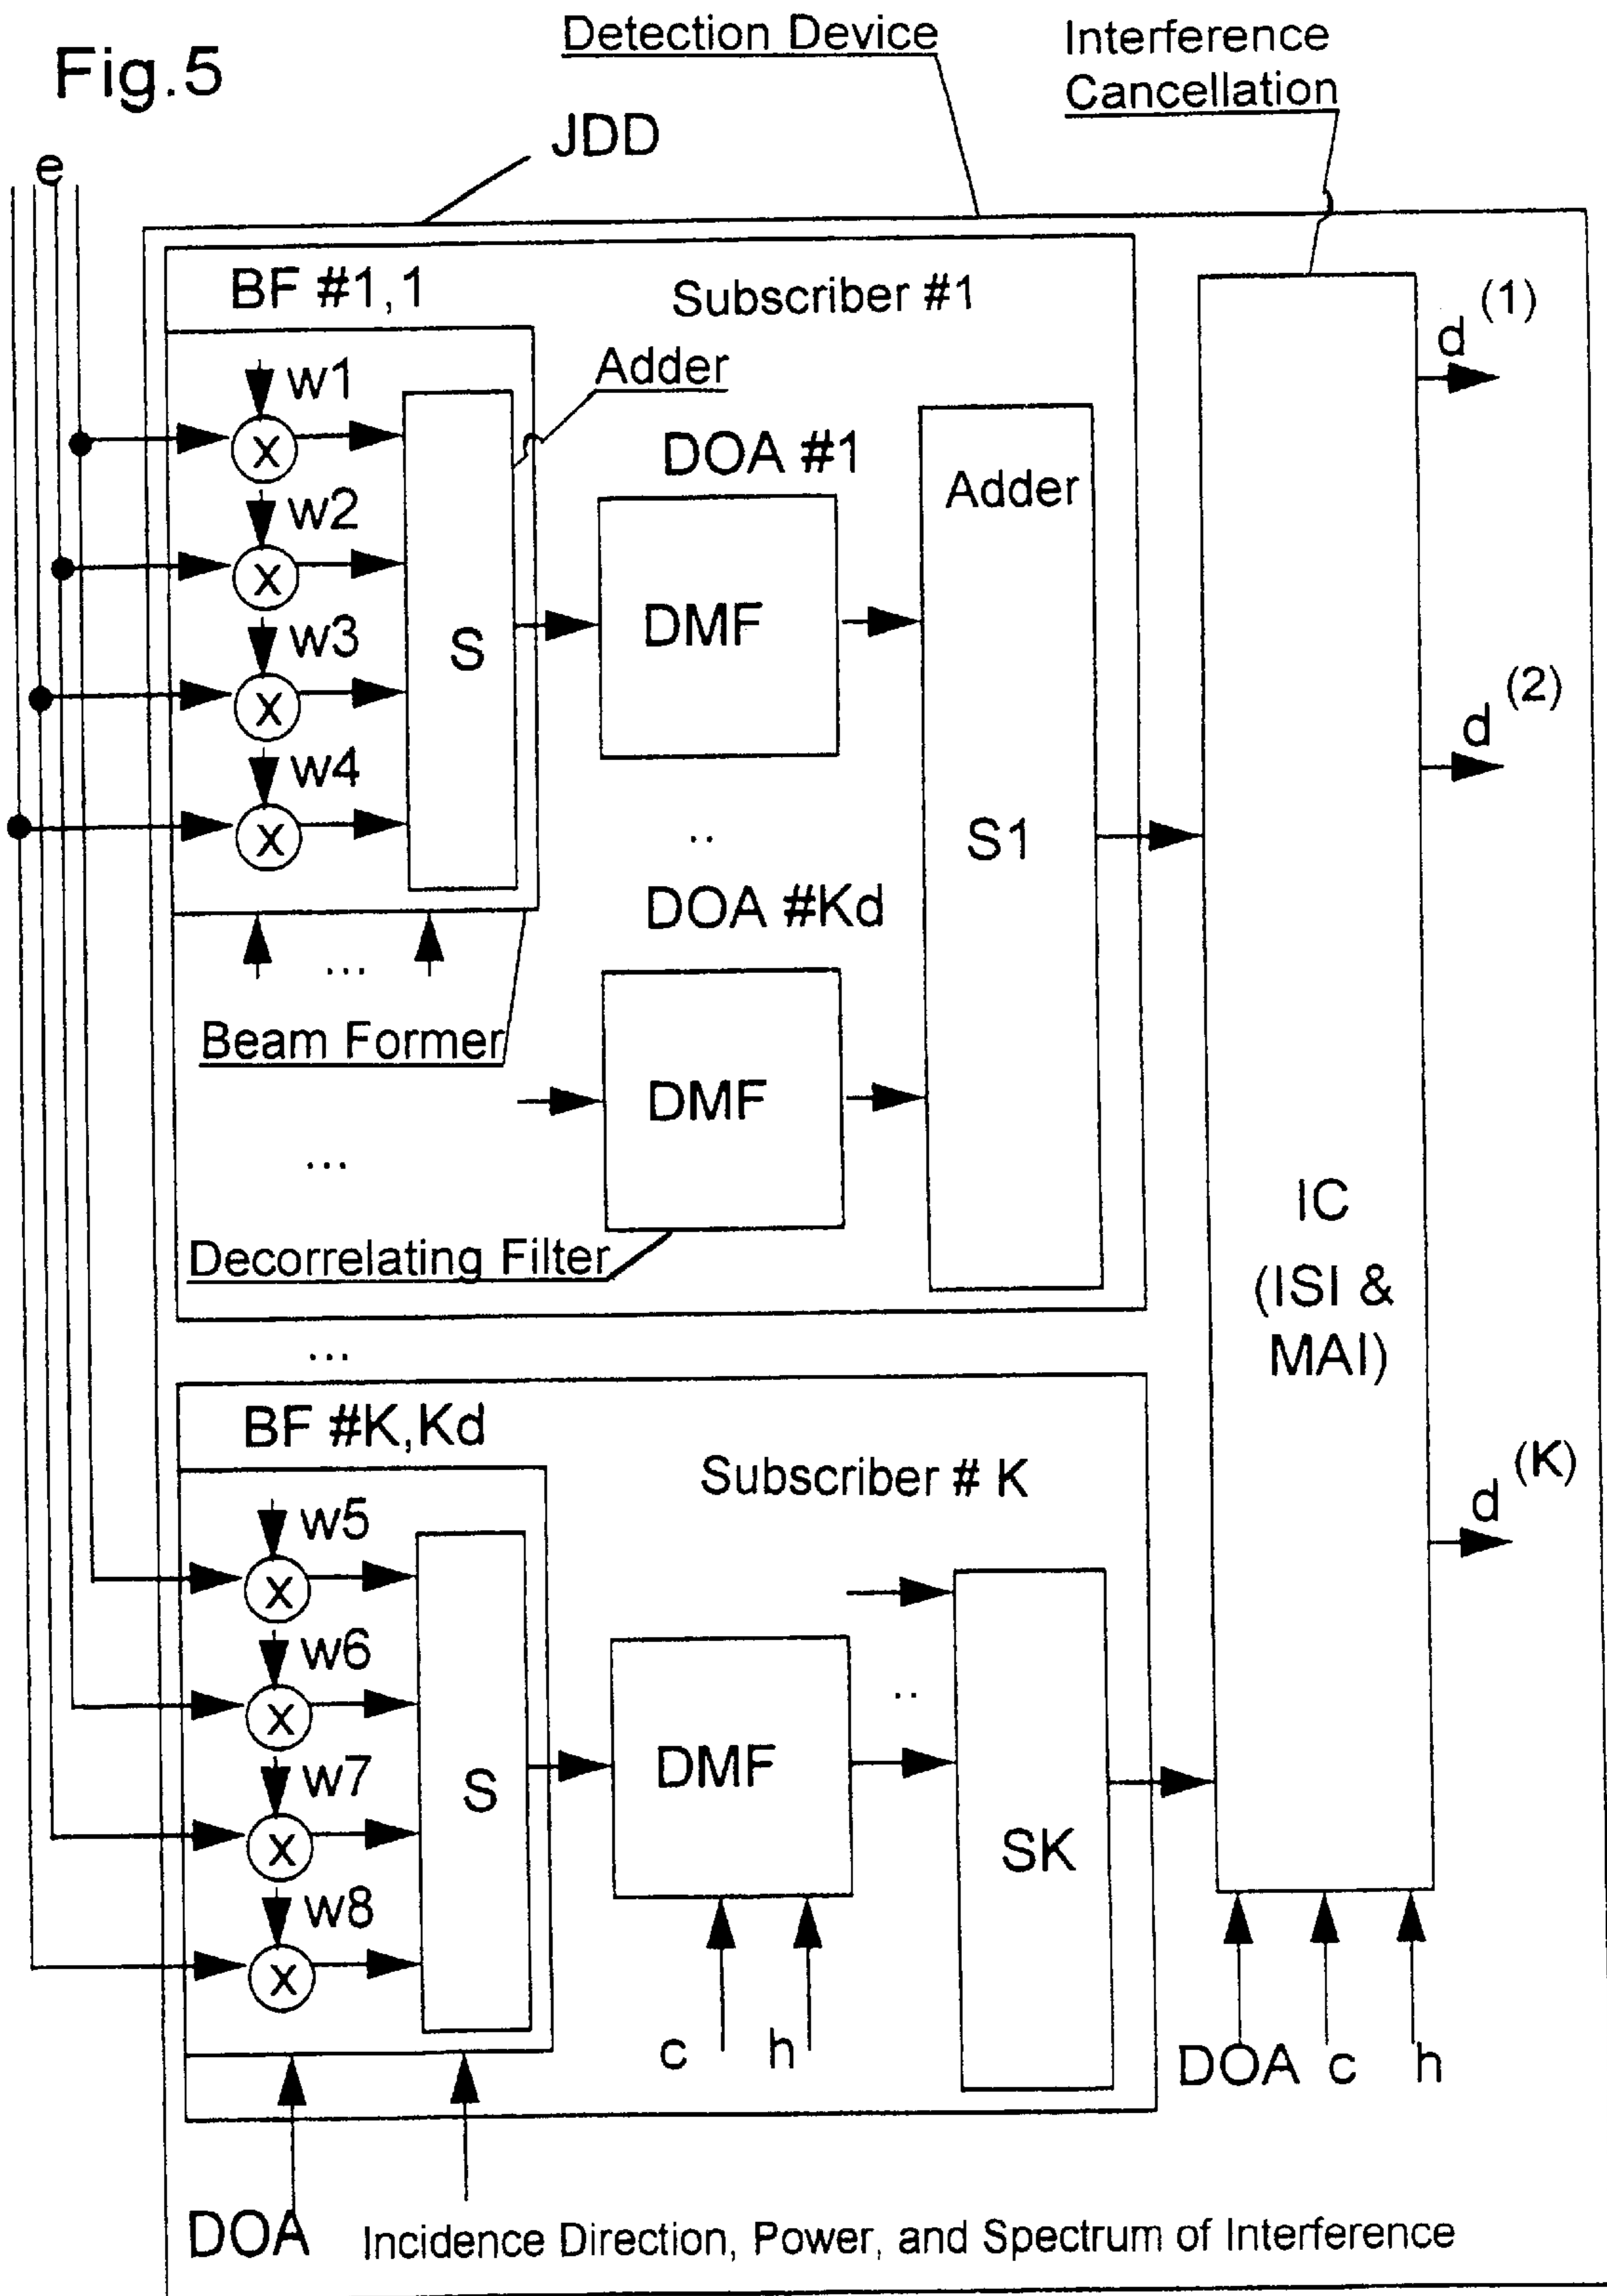 Fig.5
Detection Device
Interference
Cancellation
JDD
e
BF #1,1
Subscriber #1
d (1)
Adder
w1
X
DOA #1
Adder
w2
X
DMF
w3
S
X
d (2)
w4
X
..
S1
DOA #Kd
...
Beam Former
DMF
...
IC
(ISI &
MAI)
Decorrelating Filter
...
BF #K,Kd
Subscriber # K
d (K)
w5
X
w6
X
..
w7
S
DMF
X
SK
w8
X
c h
DOA c h
DOA
Incidence Direction, Power, and Spectrum of Interference